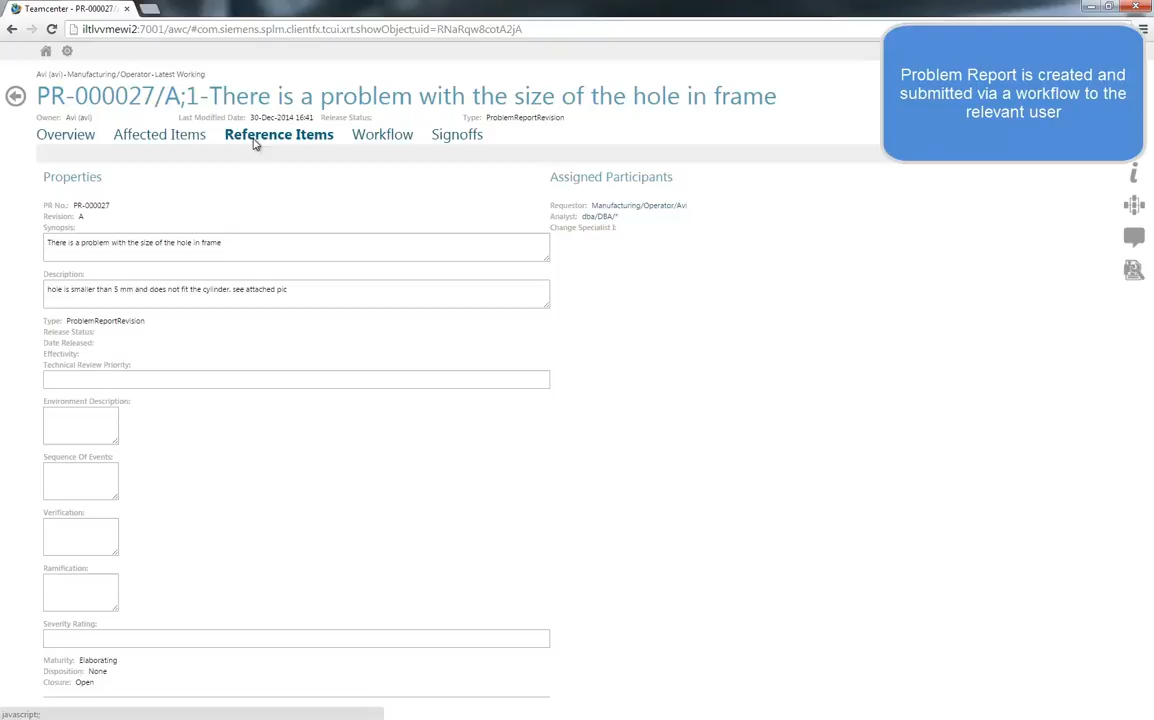 Teamcenter - PR-000027/
iltlvvmewi2:7001/awc/#com.siemens.splm.clientfx.tcui.xrt.showObject;uid=RNaRqw8cotA2jA
Problem Report is created and
submitted via a workflow to the
relevant user
Avi (avi) - Manufacturing/Operator - Latest Working
PR-000027/A;1-There is a problem with the size of the hole in frame
Owner: Avi (avi) Last Modified Date: 30-Dec-2014 16:41 Release Status: Type: ProblemReportRevision
Overview Affected Items Reference Items Workflow Signoffs
Properties
PR No.: PR-000027
Revision: A
Synopsis:
There is a problem with the size of the hole in frame
Description:
hole is smaller than 5 mm and does not fit the cylinder. see attached pic
Type: ProblemReportRevision
Release Status:
Date Released:
Effectivity:
Technical Review Priority:
Environment Description:
Sequence Of Events:
Verification:
Ramification:
Severity Rating:
Maturity: Elaborating
Disposition: None
Closure: Open
Assigned Participants
Requestor: Manufacturing/Operator/Avi
Analyst: dba/DBA/*
Change Specialist I:
javascript:;